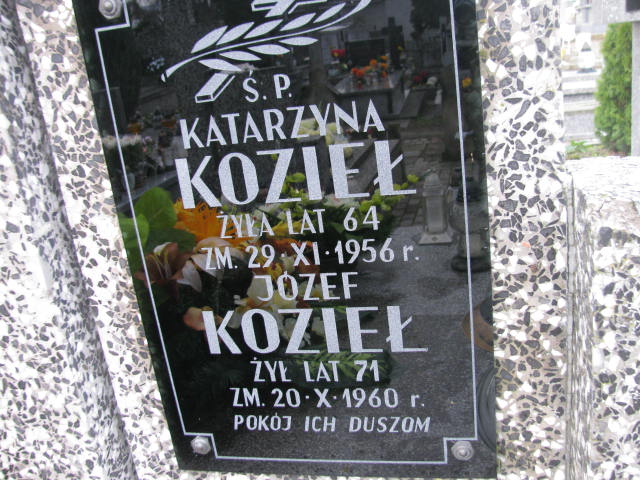 Ś. P.
KATARZYNA
KOZIEŁ
ŻYŁA LAT 64
ZM. 29·XI·1956 r.
JÓZEF
KOZIEŁ
ŻYŁ LAT 71
ZM. 20·X·1960 r.
POKÓJ ICH DUSZOM